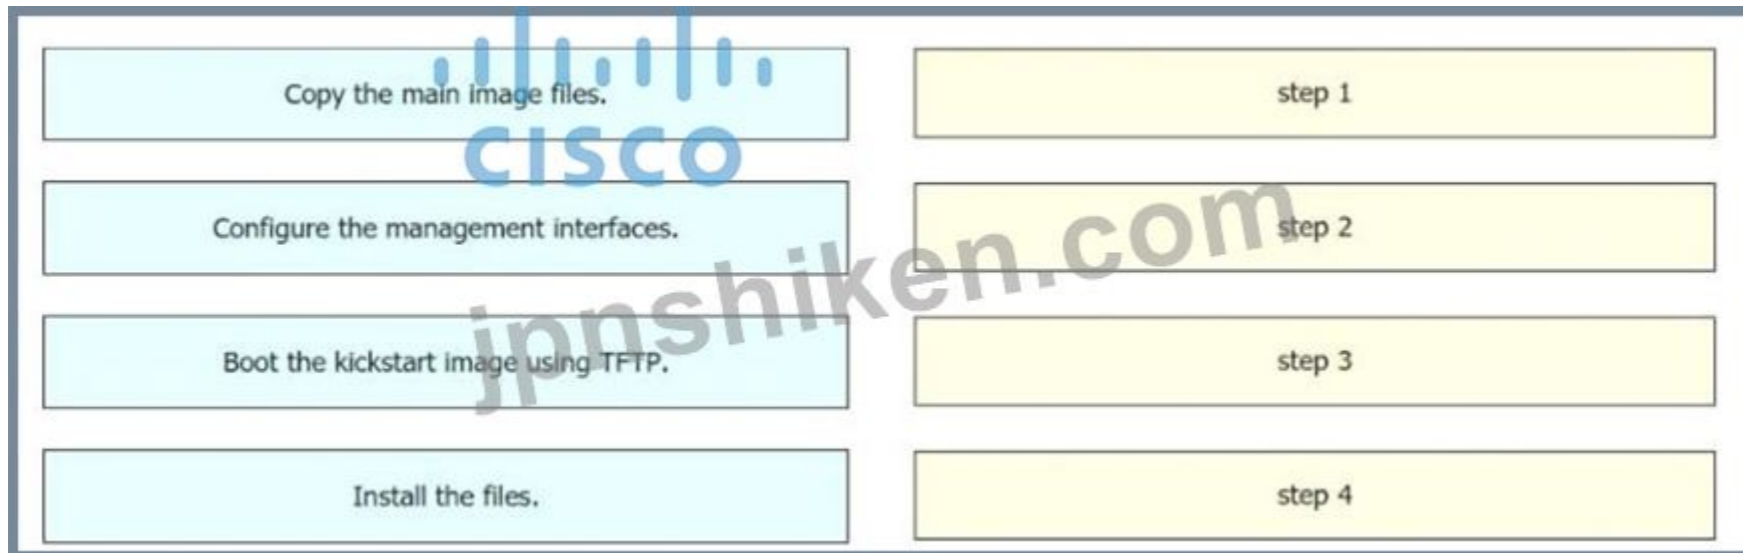 Copy the main image files.
step 1
CISCO
Configure the management interfaces.
step 2
jpnshiken.com
Boot the kickstart image using TFTP.
step 3
Install the files.
step 4